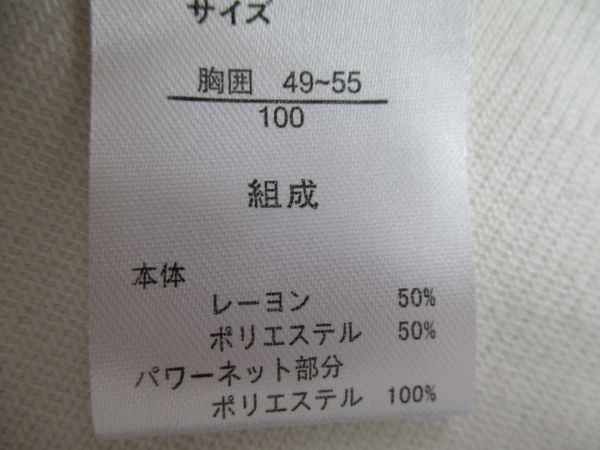 サイズ
胸囲 49~55
100
組成
本体
レーヨン 50%
ポリエステル 50%
パワーネット部分
ポリエステル 100%